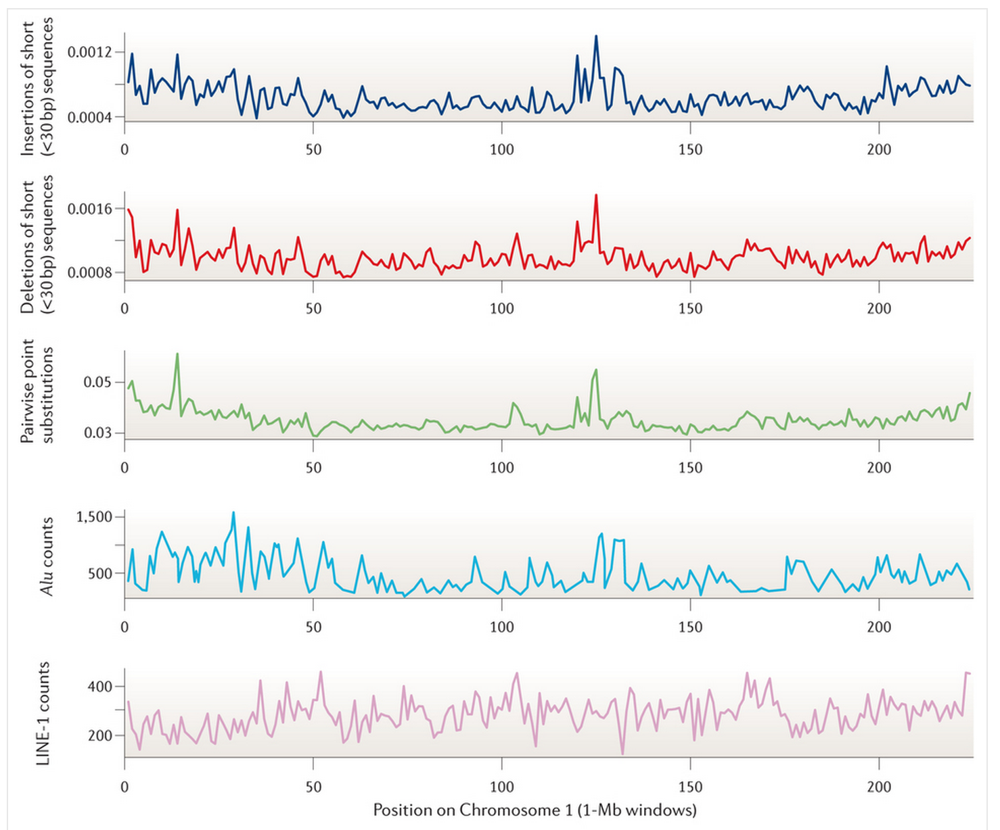 Insertions of short
(<30 bp) sequences
0.0012
0.0004
0 50 100 150 200
Deletions of short
(<30 bp) sequences
0.0016
0.0008
0 50 100 150 200
Pairwise point
substitutions
0.05
0.03
0 50 100 150 200
Alu counts
1,500
500
0 50 100 150 200
LINE-1 counts
400
200
0 50 100 150 200
Position on Chromosome 1 (1-Mb windows)